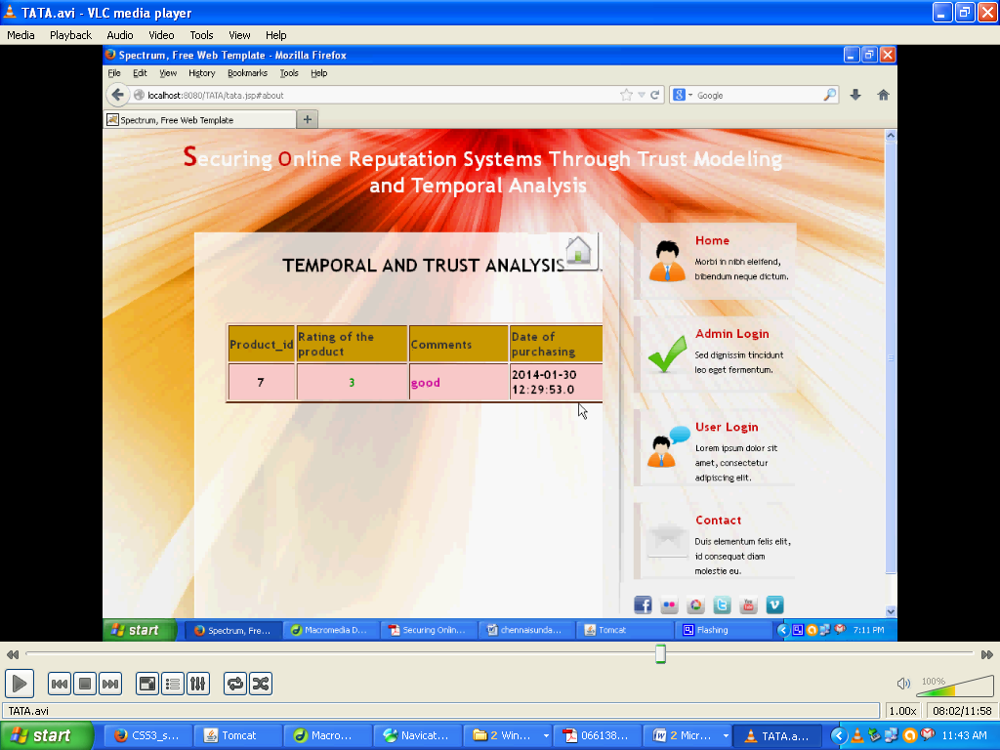 TATA.avi - VLC media player
Media Playback Audio Video Tools View Help
Spectrum, Free Web Template - Mozilla Firefox
File Edit View History Bookmarks Tools Help
localhost:8080/TATA/tata.jsp#about
Google
Spectrum, Free Web Template
Securing Online Reputation Systems Through Trust Modeling
and Temporal Analysis
TEMPORAL AND TRUST ANALYSIS
Product_id Rating of the product Comments Date of purchasing
7 3 good 2014-01-30 12:29:53.0
Home
Morbi in nibh eleifend,
bibendum neque dictum.
Admin Login
Sed dignissim tincidunt
leo eget fermentum.
User Login
Lorem ipsum dolor sit
amet, consectetur
adipiscing elit.
Contact
Duis elementum felis elit,
id consequat diam
molestie eu.
start Spectrum, Fre... Macromedia D... Securing Onlin... chennaisunda... Tomcat Flashing 7:11 PM
100%
TATA.avi 1.00x 08:02/11:58
start CSS3_s... Tomcat Macro... Navicat... 2 Win... 066138... 2 Micr... TATA.a... 11:43 AM